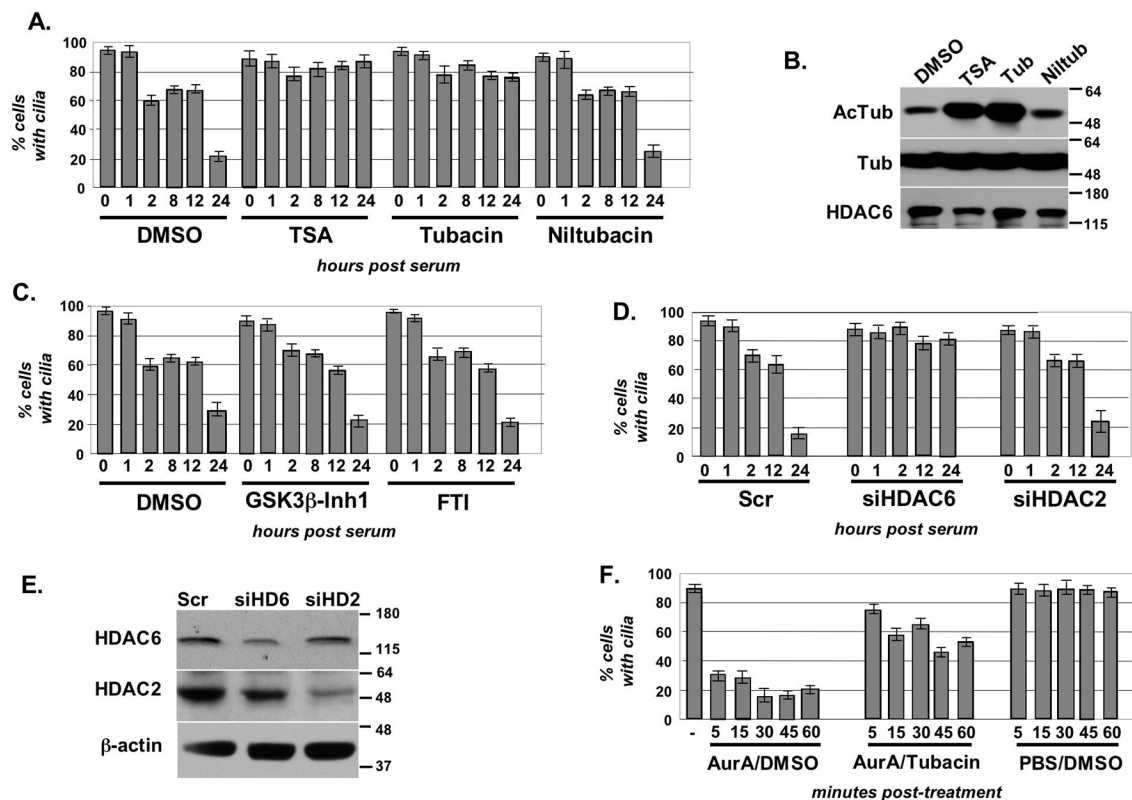 A.
100
80
60
40
20
0
% cells
with cilia
0 1 2 8 12 24 0 1 2 8 12 24 0 1 2 8 12 24 0 1 2 8 12 24
DMSO TSA Tubacin Niltubacin
hours post serum
B.
DMSO TSA Tub Niltub
AcTub
64
48
Tub
64
48
HDAC6
180
115
C.
100
80
60
40
20
0
% cells
with cilia
0 1 2 8 12 24 0 1 2 8 12 24 0 1 2 8 12 24
DMSO GSK3β-Inh1 FTI
hours post serum
D.
100
80
60
40
20
0
% cells
with cilia
0 1 2 12 24 0 1 2 12 24 0 1 2 12 24
Scr siHDAC6 siHDAC2
hours post serum
E.
Scr siHD6 siHD2
HDAC6
180
115
HDAC2
64
48
β-actin
48
37
F.
100
80
60
40
20
0
% cells
with cilia
- 5 15 30 45 60 5 15 30 45 60 5 15 30 45 60
AurA/DMSO AurA/Tubacin PBS/DMSO
minutes post-treatment